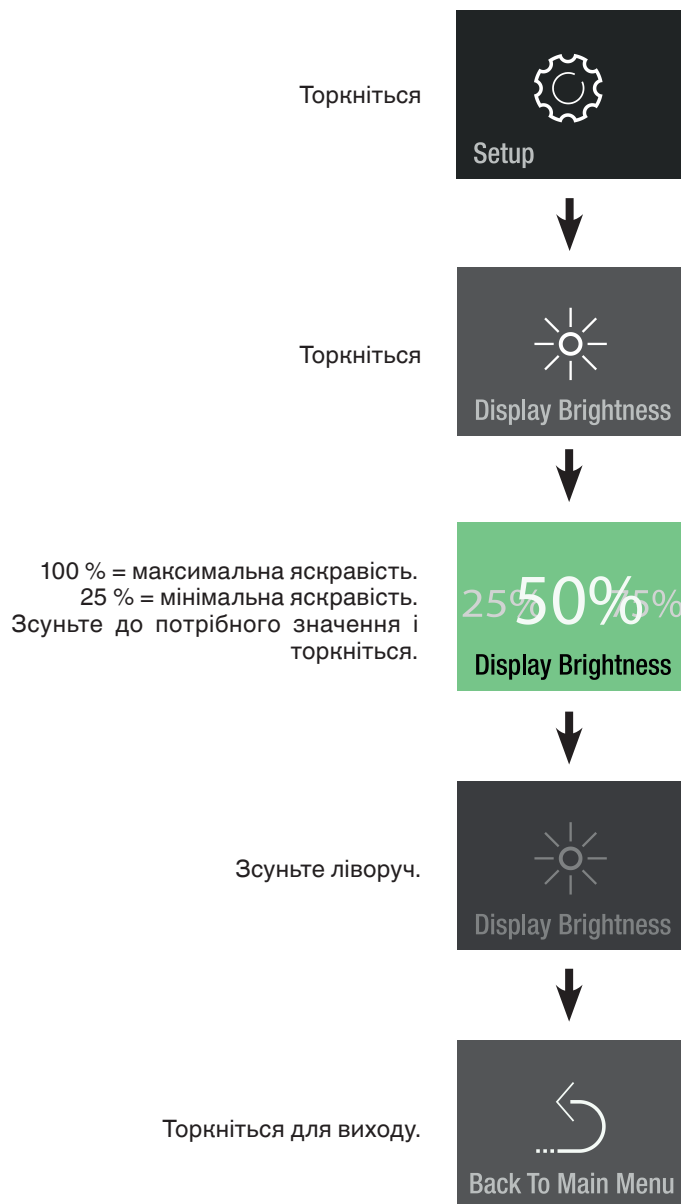 Торкніться
Setup
Торкніться
Display Brightness
100 % = максимальна яскравість.
25 % = мінімальна яскравість.
Зсуньте до потрібного значення і
торкніться.
25% 50% 75%
Display Brightness
Зсуньте ліворуч.
Display Brightness
Торкніться для виходу.
Back To Main Menu